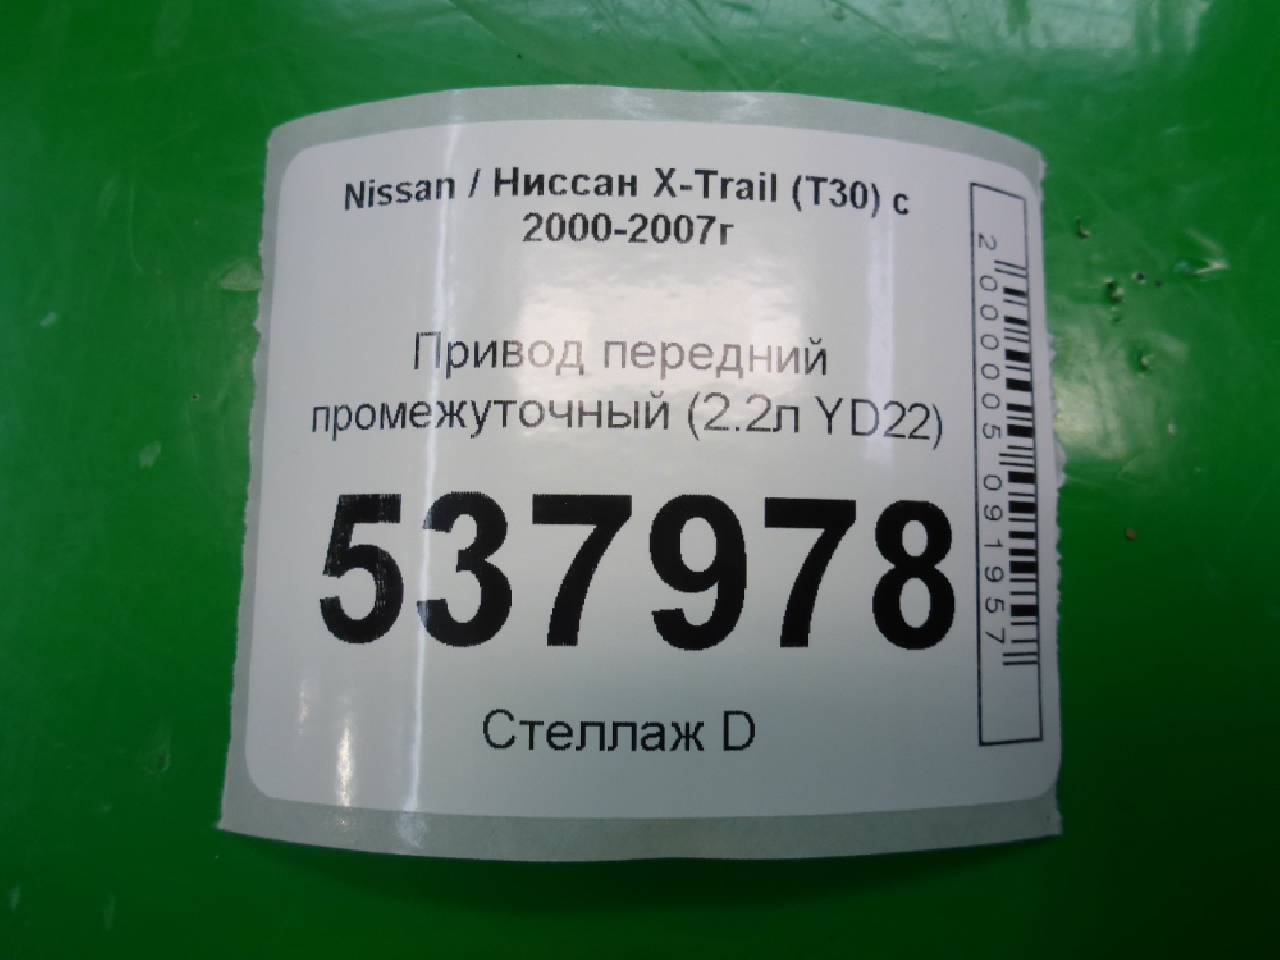 Nissan / Ниссан X-Trail (T30) с
2000-2007г
Привод передний
промежуточный (2.2л YD22)
537978
Стеллаж D
2000005091957